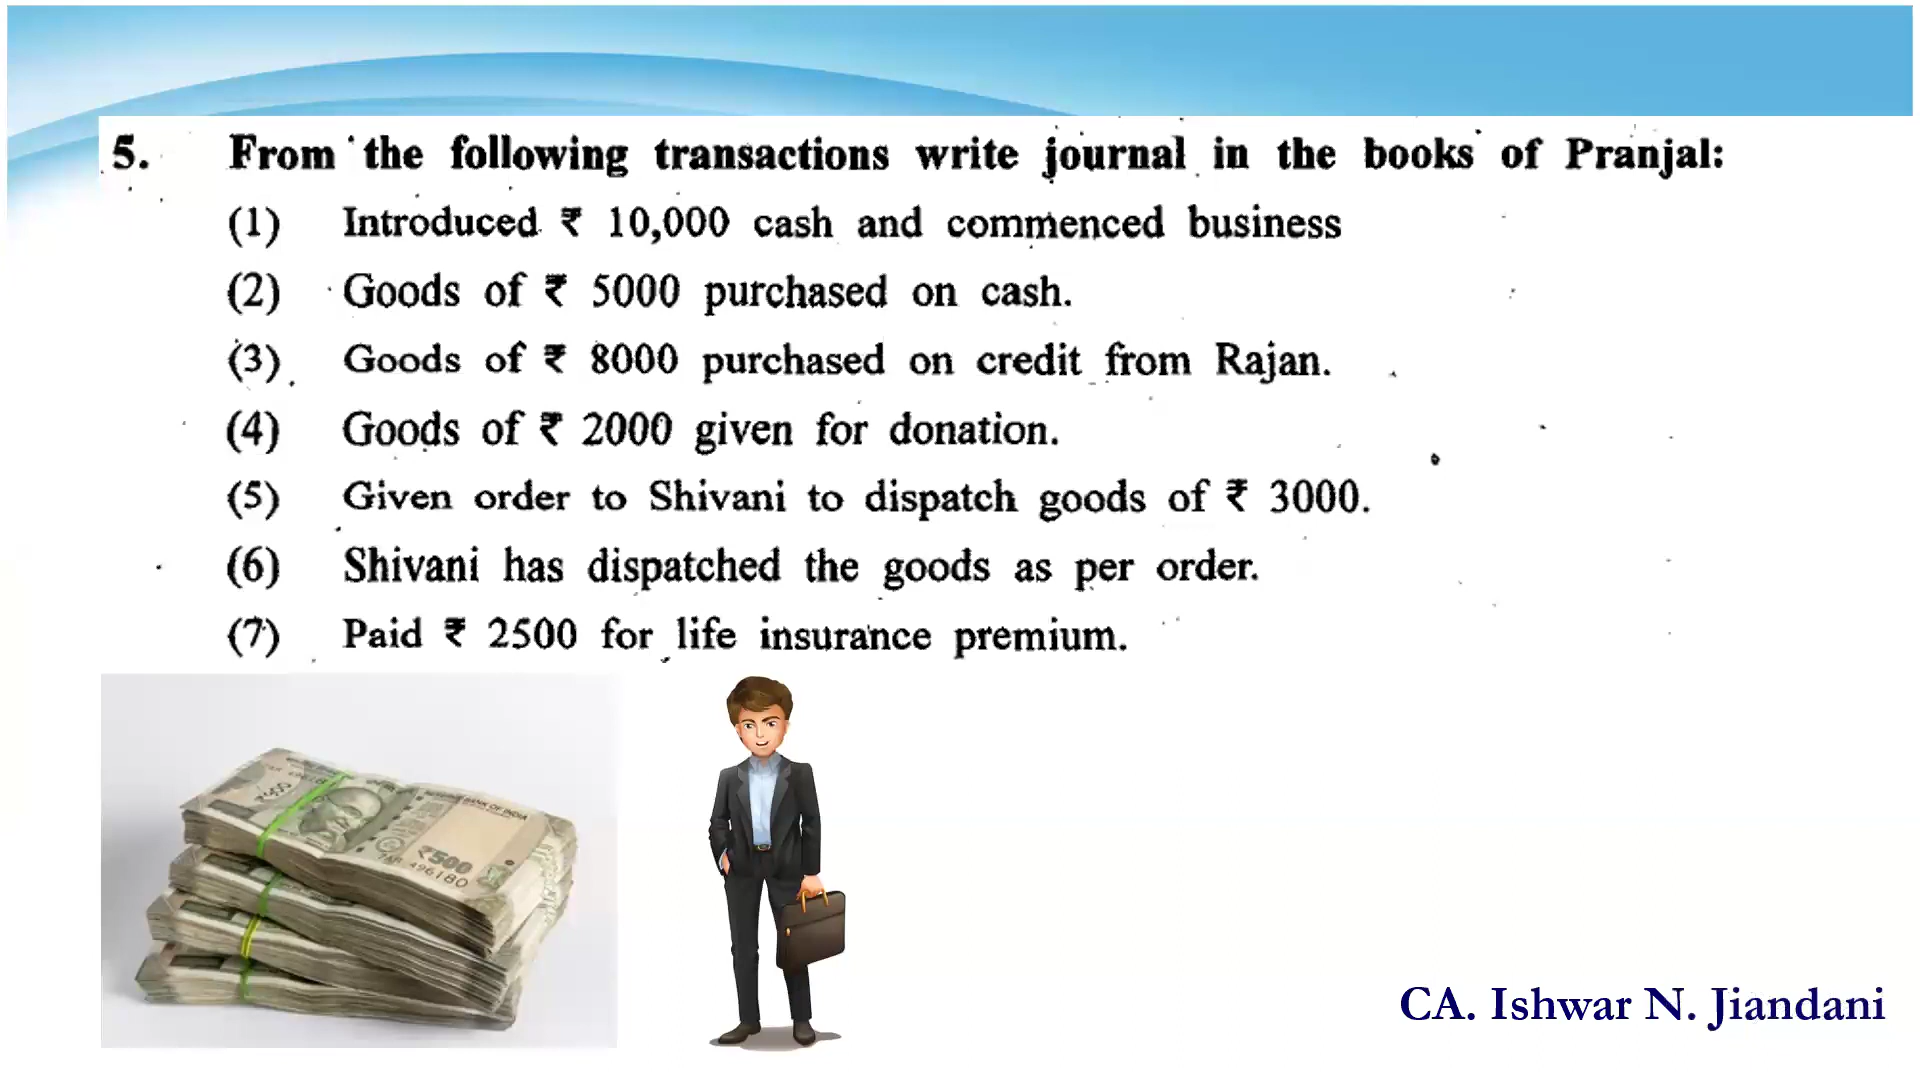 5. From the following transactions write journal in the books of Pranjal:
(1) Introduced ₹ 10,000 cash and commenced business
(2) Goods of ₹ 5000 purchased on cash.
(3) Goods of ₹ 8000 purchased on credit from Rajan.
(4) Goods of ₹ 2000 given for donation.
(5) Given order to Shivani to dispatch goods of ₹ 3000.
(6) Shivani has dispatched the goods as per order.
(7) Paid ₹ 2500 for life insurance premium.
₹500
496180
CA. Ishwar N. Jiandani